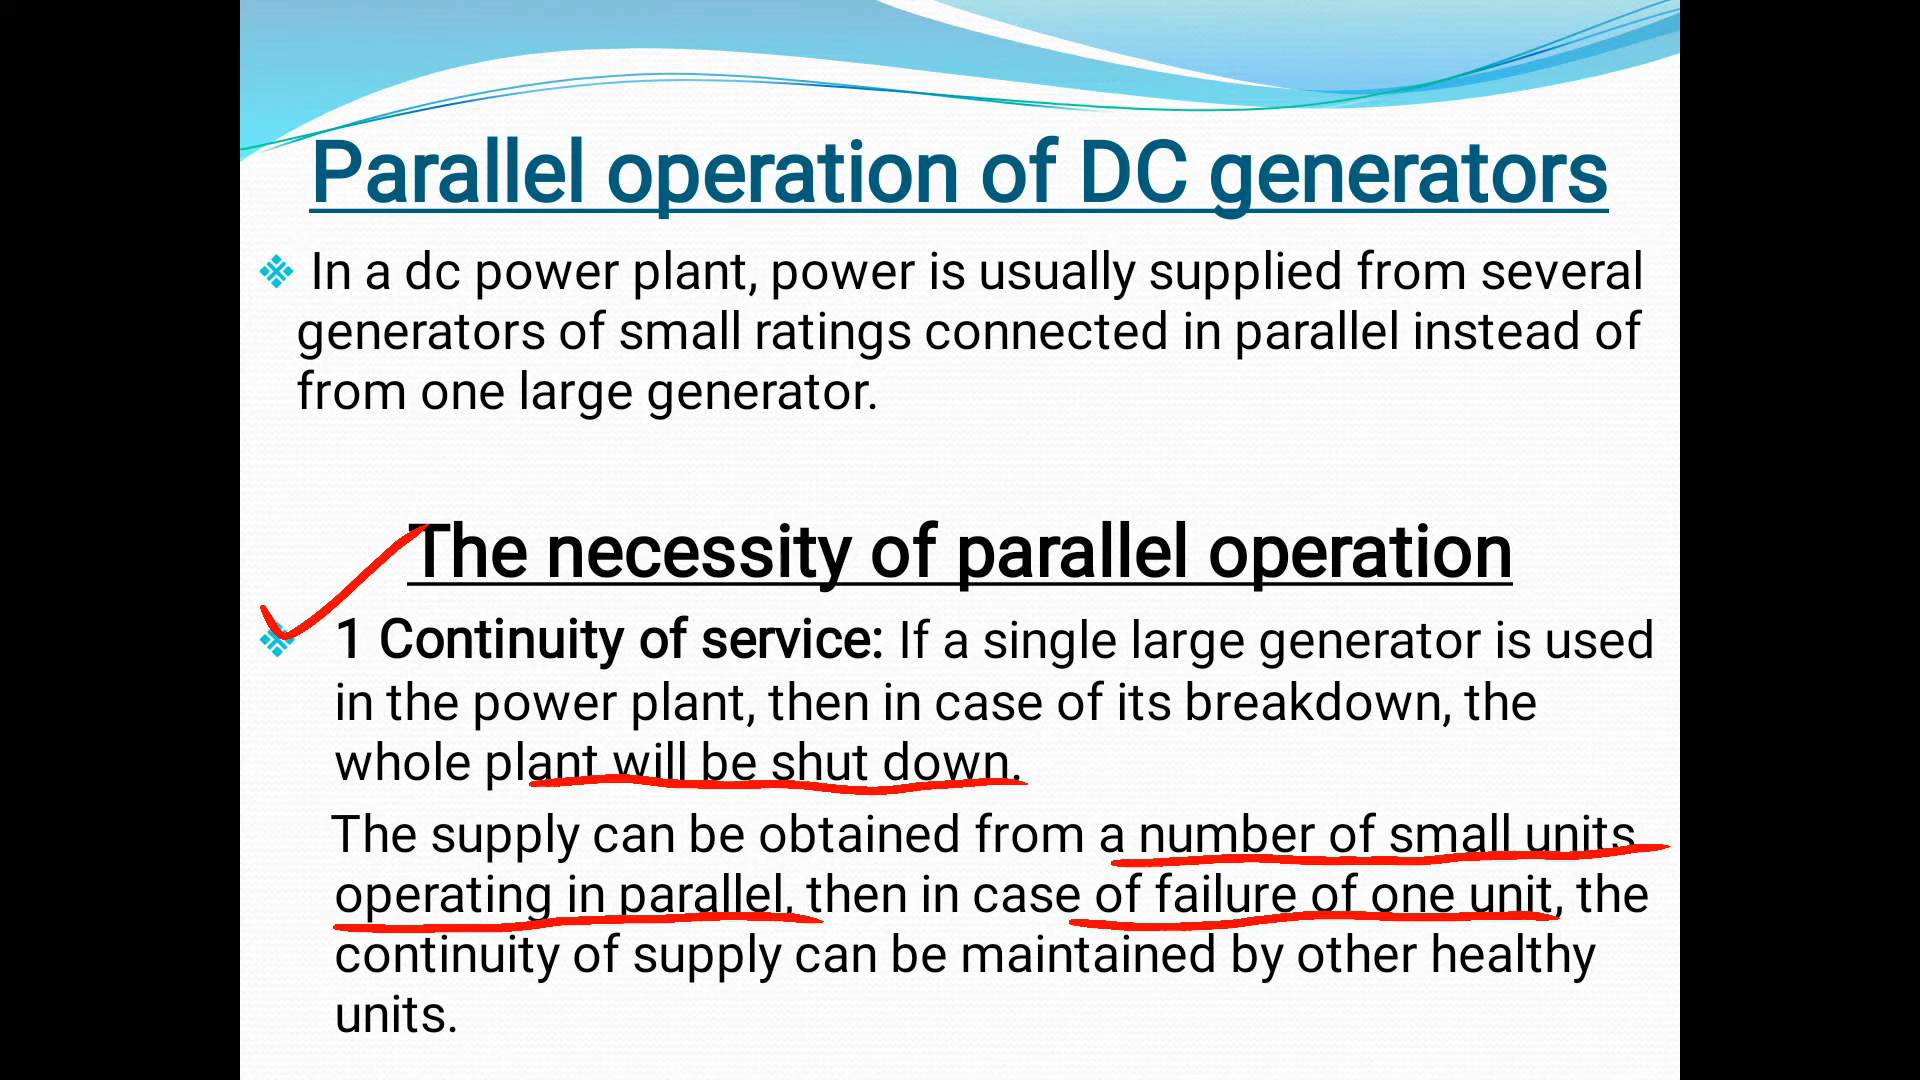 Parallel operation of DC generators
In a dc power plant, power is usually supplied from several
generators of small ratings connected in parallel instead of
from one large generator.
The necessity of parallel operation
1 Continuity of service: If a single large generator is used
in the power plant, then in case of its breakdown, the
whole plant will be shut down.
The supply can be obtained from a number of small units
operating in parallel, then in case of failure of one unit, the
continuity of supply can be maintained by other healthy
units.